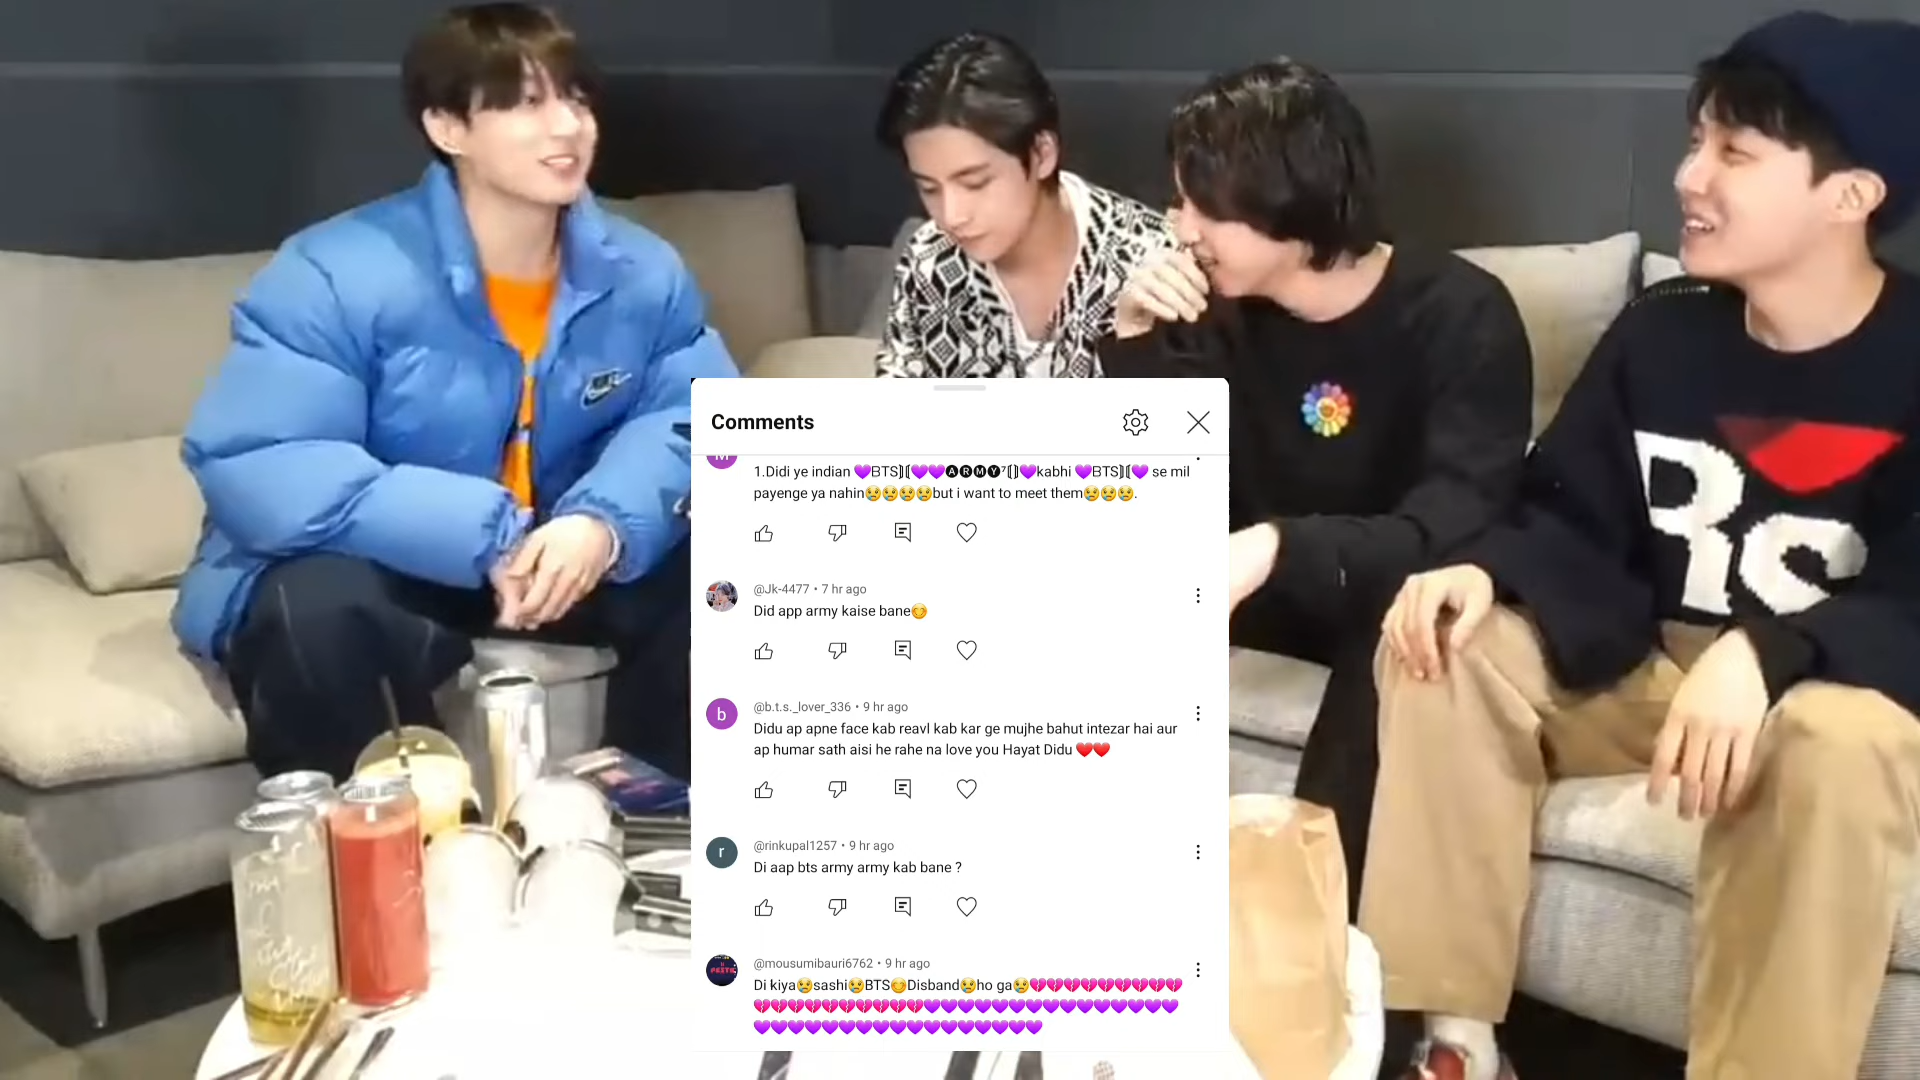 Comments
1.Didi ye indian 💜BTS⟭⟬💜💜🅐🅡🅜🅨⁷⟬⟭💜kabhi 💜BTS⟭⟬💜 se mil
payenge ya nahin😢😢😢😢but i want to meet them😢😢😢.
@Jk-4477 • 7 hr ago
Did app army kaise bane😊
b
@b.t.s._lover_336 • 9 hr ago
Didu ap apne face kab reavl kab kar ge mujhe bahut intezar hai aur
ap humar sath aisi he rahe na love you Hayat Didu ❤️❤️
r
@rinkupal1257 • 9 hr ago
Di aap bts army army kab bane ?
@mousumibauri6762 • 9 hr ago
Di kiya😢sashi😢BTS😊Disband😢ho ga😢💔💔💔💔💔💔💔💔💔
💔💔💔💔💔💔💔💔💔💔💜💜💜💜💜💜💜💜💜💜💜💜💜💜💜
💜💜💜💜💜💜💜💜💜💜💜💜💜💜💜💜💜
Re